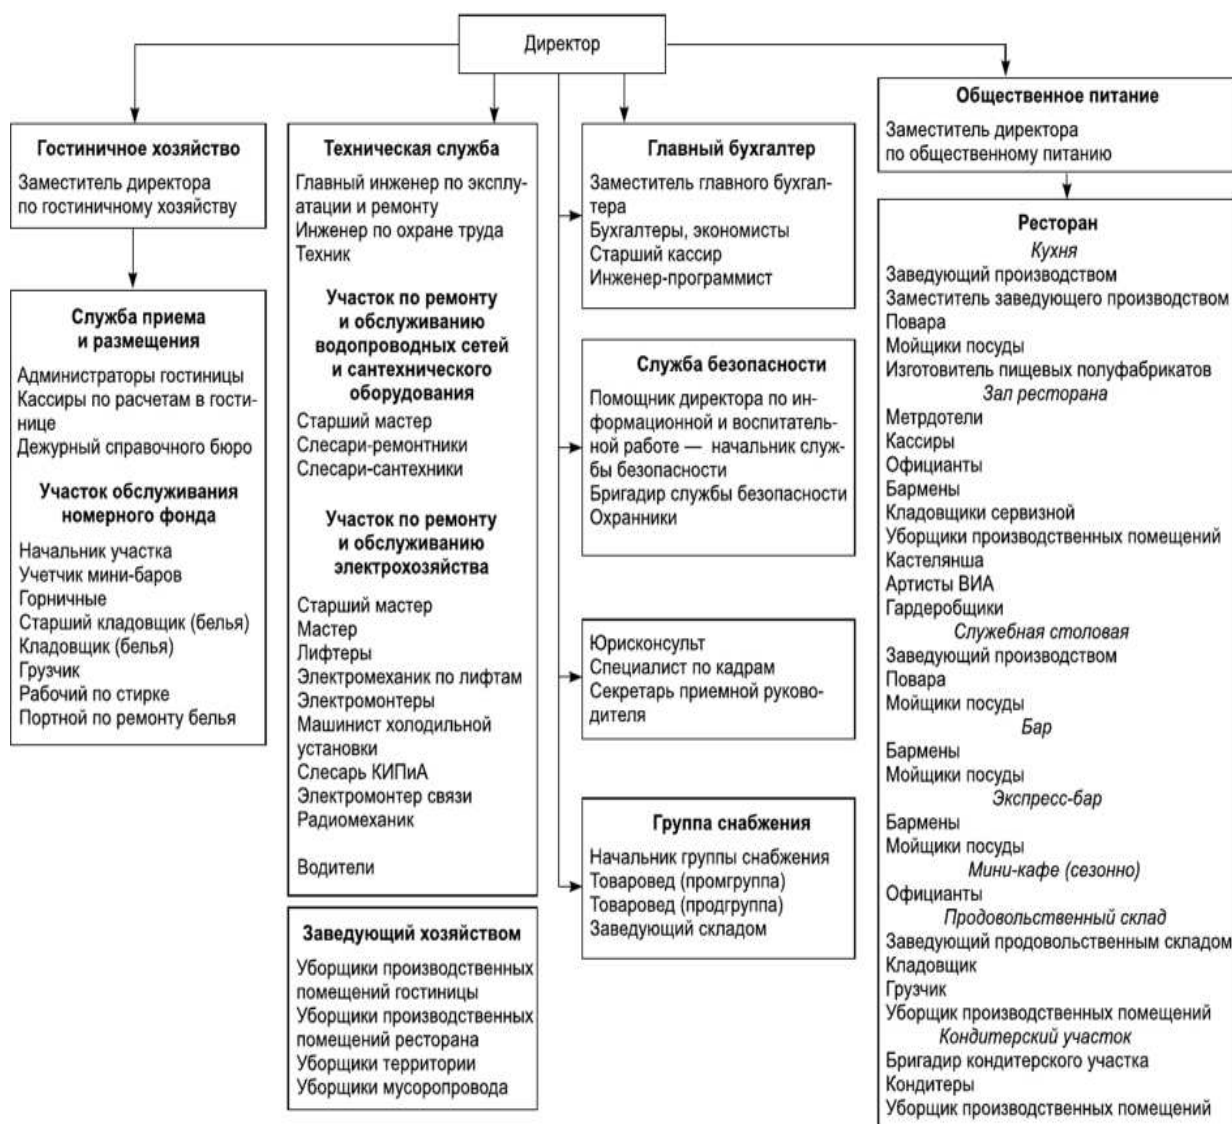 Директор
Гостиничное хозяйство
Заместитель директора
по гостиничному хозяйству
Служба приема
и размещения
Администраторы гостиницы
Кассиры по расчетам в гости-
нице
Дежурный справочного бюро
Участок обслуживания
номерного фонда
Начальник участка
Учетчик мини-баров
Горничные
Старший кладовщик (белья)
Кладовщик (белья)
Грузчик
Рабочий по стирке
Портной по ремонту белья
Техническая служба
Главный инженер по эксплу-
атации и ремонту
Инженер по охране труда
Техник
Участок по ремонту
и обслуживанию
водопроводных сетей
и сантехнического
оборудования
Старший мастер
Слесари-ремонтники
Слесари-сантехники
Участок по ремонту
и обслуживанию
электрохозяйства
Старший мастер
Мастер
Лифтеры
Электромеханик по лифтам
Электромонтеры
Машинист холодильной
установки
Слесарь КИПиА
Электромонтер связи
Радиомеханик
Водители
Заведующий хозяйством
Уборщики производственных
помещений гостиницы
Уборщики производственных
помещений ресторана
Уборщики территории
Уборщики мусоропровода
Главный бухгалтер
Заместитель главного бухгал-
тера
Бухгалтеры, экономисты
Старший кассир
Инженер-программист
Служба безопасности
Помощник директора по ин-
формационной и воспитатель-
ной работе — начальник служ-
бы безопасности
Бригадир службы безопасности
Охранники
Юрисконсульт
Специалист по кадрам
Секретарь приемной руково-
дителя
Группа снабжения
Начальник группы снабжения
Товаровед (промгруппа)
Товаровед (продгруппа)
Заведующий складом
Общественное питание
Заместитель директора
по общественному питанию
Ресторан
Кухня
Заведующий производством
Заместитель заведующего производством
Повара
Мойщики посуды
Изготовитель пищевых полуфабрикатов
Зал ресторана
Метрдотели
Кассиры
Официанты
Бармены
Кладовщики сервизной
Уборщики производственных помещений
Кастелянша
Артисты ВИА
Гардеробщики
Служебная столовая
Заведующий производством
Повара
Мойщики посуды
Бар
Бармены
Мойщики посуды
Экспресс-бар
Бармены
Мойщики посуды
Мини-кафе (сезонно)
Официанты
Продовольственный склад
Заведующий продовольственным складом
Кладовщик
Грузчик
Уборщик производственных помещений
Кондитерский участок
Бригадир кондитерского участка
Кондитеры
Уборщик производственных помещений